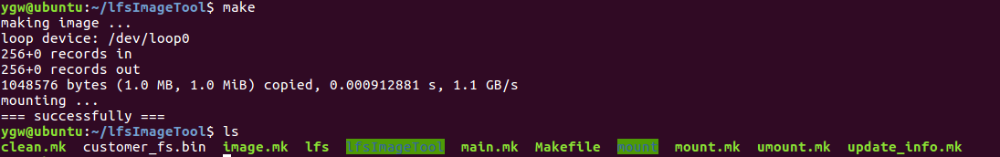 ygw@ubuntu:~/lfsImageTool$ make
making image ...
loop device: /dev/loop0
256+0 records in
256+0 records out
1048576 bytes (1.0 MB, 1.0 MiB) copied, 0.000912881 s, 1.1 GB/s
mounting ...
=== successfully ===
ygw@ubuntu:~/lfsImageTool$ ls
clean.mk customer_fs.bin image.mk lfs lfsImageTool main.mk Makefile mount mount.mk umount.mk update_info.mk